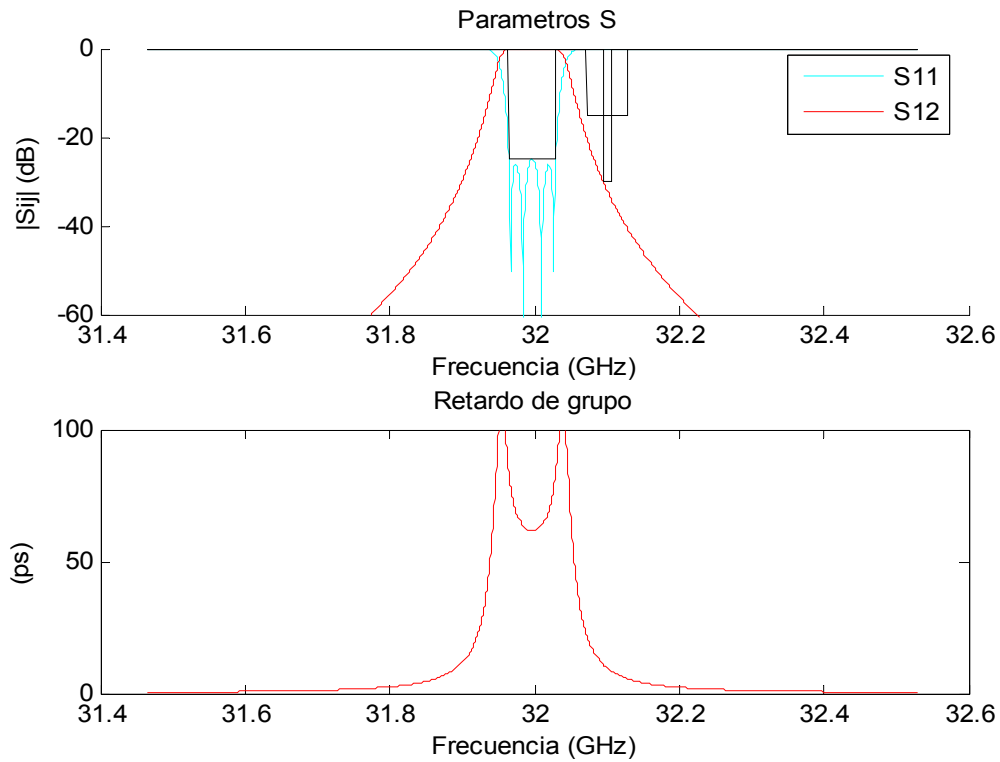 Parametros S
|Sij| (dB)
0
-20
-40
-60
S11
S12
31.4 31.6 31.8 32 32.2 32.4 32.6
Frecuencia (GHz)
Retardo de grupo
(ps)
100
50
0
31.4 31.6 31.8 32 32.2 32.4 32.6
Frecuencia (GHz)